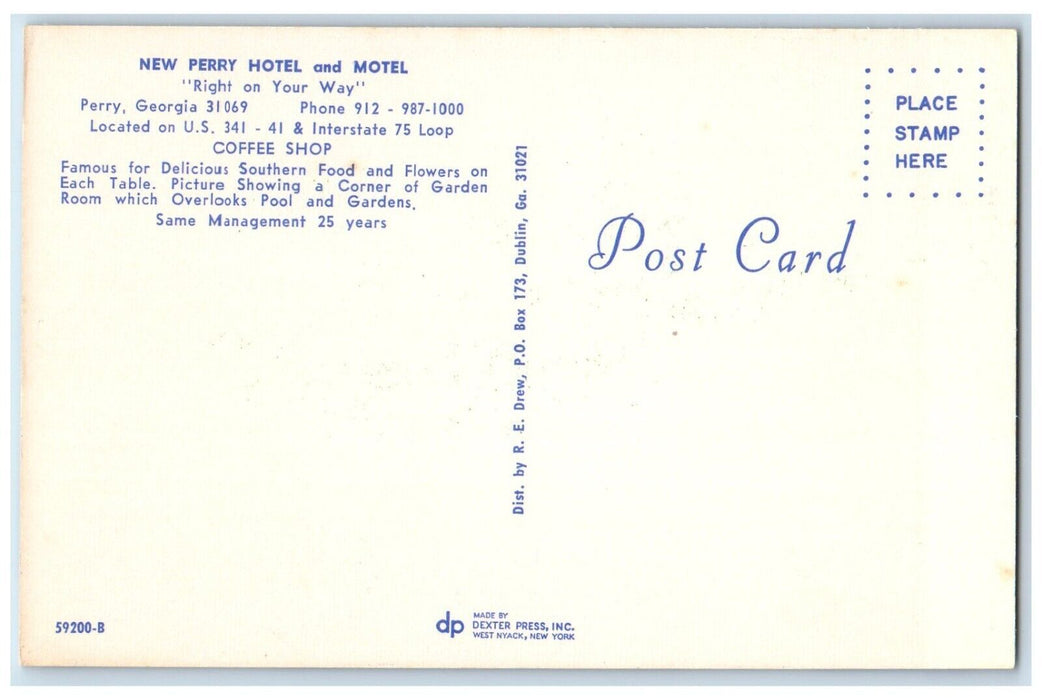 NEW PERRY HOTEL and MOTEL
"Right on Your Way"
Perry, Georgia 31069 Phone 912 - 987-1000
Located on U.S. 341 - 41 & Interstate 75 Loop
COFFEE SHOP
Famous for Delicious Southern Food and Flowers on
Each Table. Picture Showing a Corner of Garden
Room which Overlooks Pool and Gardens.
Same Management 25 years
Dist. by R. E. Drew, P.O. Box 173, Dublin, Ga. 31021
PLACE
STAMP
HERE
Post Card
59200-B
dp
MADE BY
DEXTER PRESS, INC.
WEST NYACK, NEW YORK